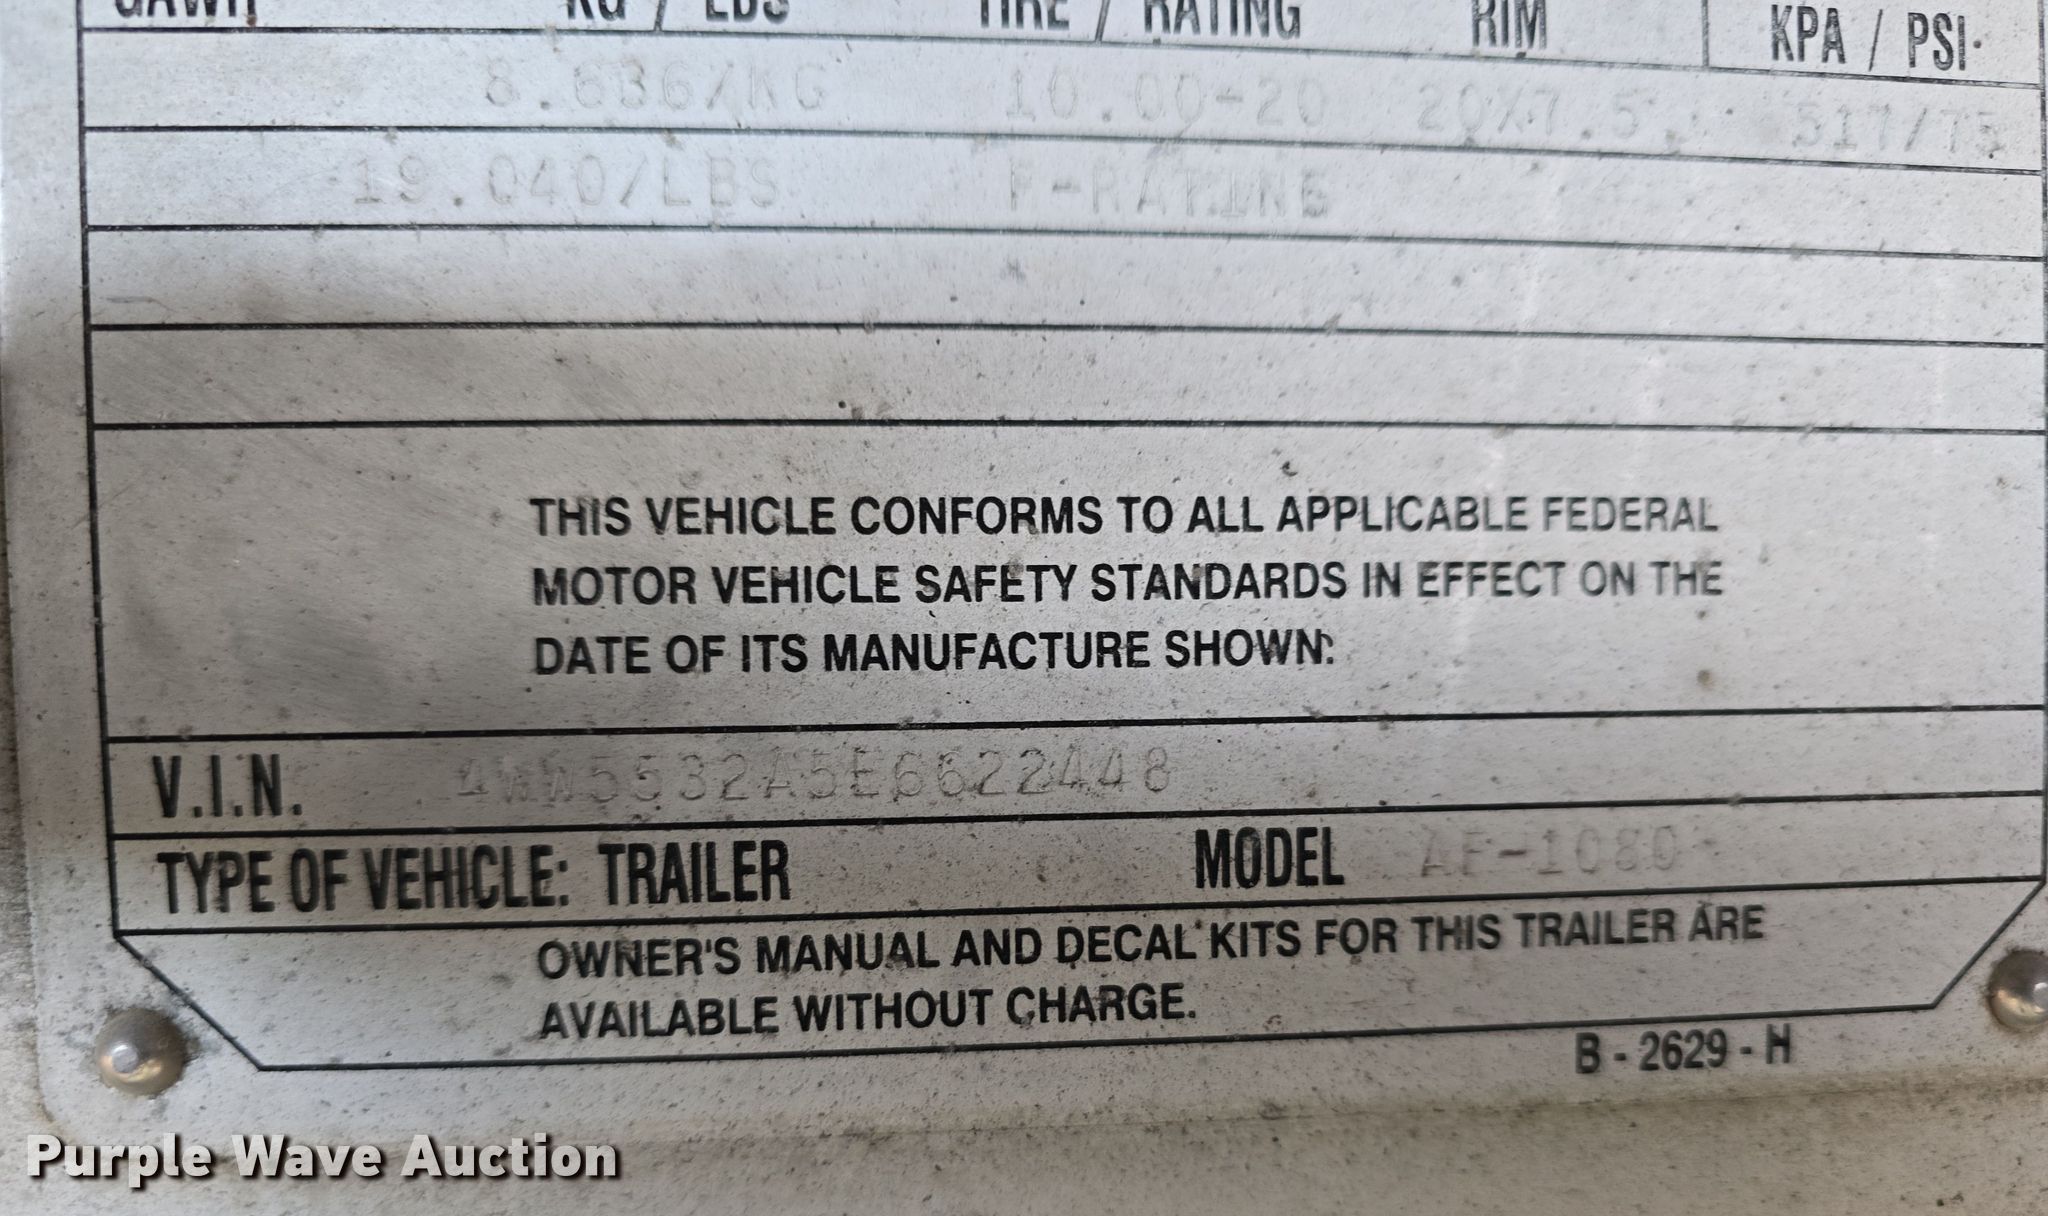 GAWR KG / LBS TIRE / RATING RIM KPA / PSI
8.636/KG 10.00-20 20X7.5 517/75
19.040/LBS F-RATING
THIS VEHICLE CONFORMS TO ALL APPLICABLE FEDERAL
MOTOR VEHICLE SAFETY STANDARDS IN EFFECT ON THE
DATE OF ITS MANUFACTURE SHOWN:
V.I.N. 4WW5532A5E6622448
TYPE OF VEHICLE: TRAILER MODEL AF-1080
OWNER'S MANUAL AND DECAL KITS FOR THIS TRAILER ARE
AVAILABLE WITHOUT CHARGE.
B - 2629 - H
Purple Wave Auction